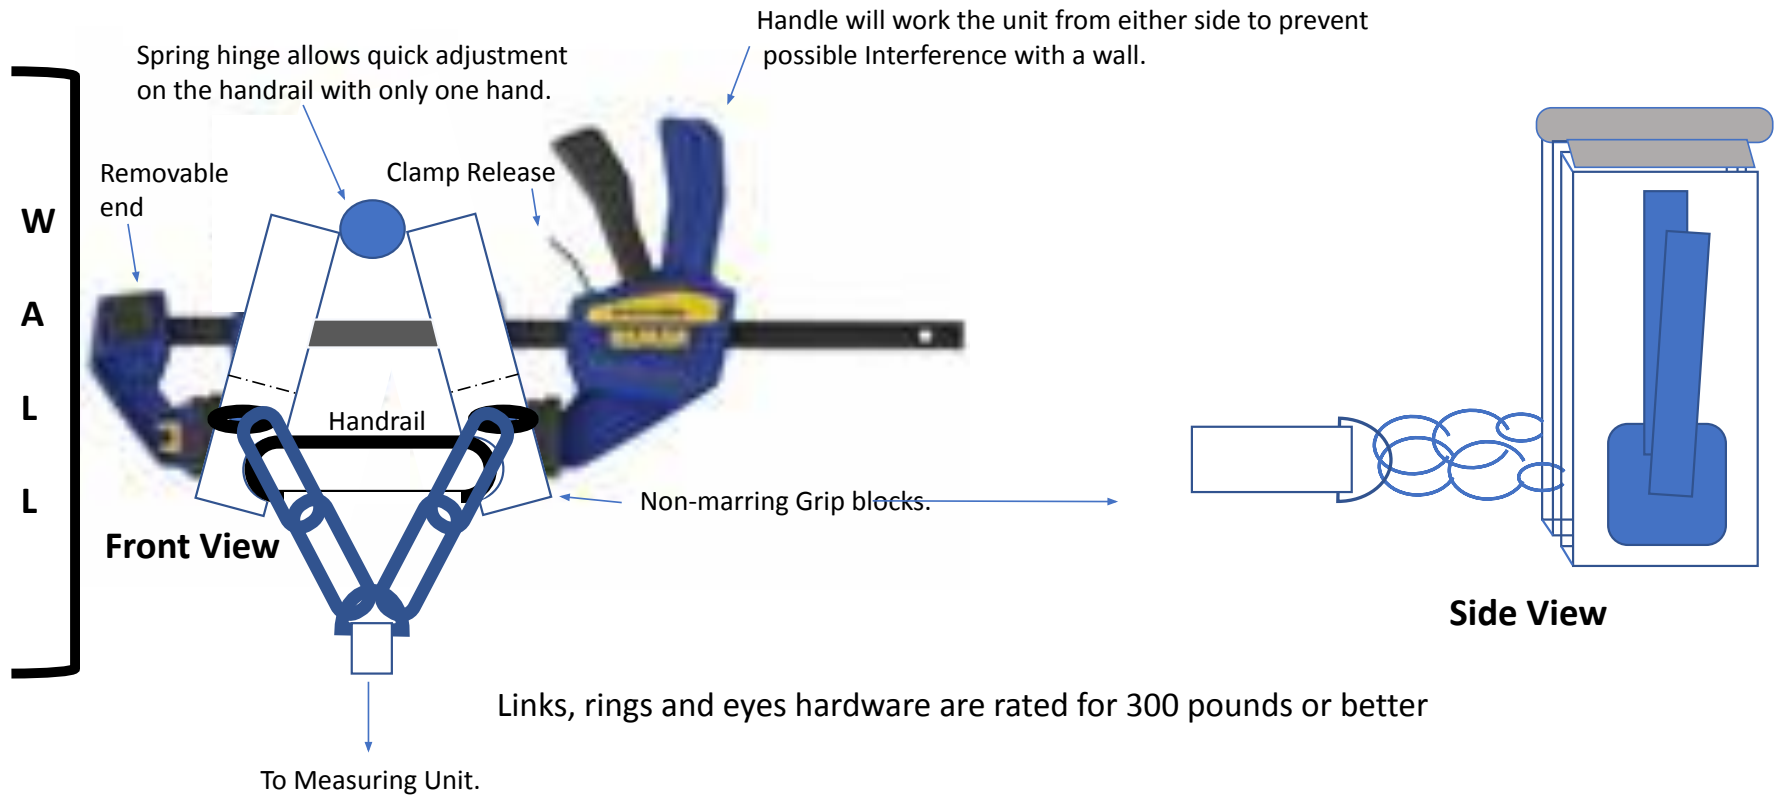 Handle will work the unit from either side to prevent
possible Interference with a wall.
Spring hinge allows quick adjustment
on the handrail with only one hand.
Removable
end
Clamp Release
W
A
L
L
Handrail
Non-marring Grip blocks.
Front View
Side View
Links, rings and eyes hardware are rated for 300 pounds or better
To Measuring Unit.